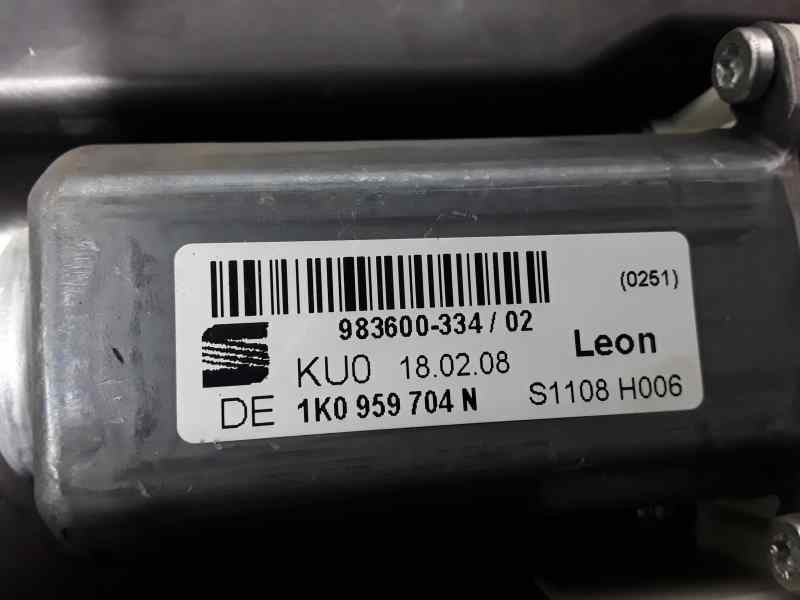 (0251)
983600-334 / 02
Leon
KU0 18.02.08
DE 1K0 959 704 N
S1108 H006